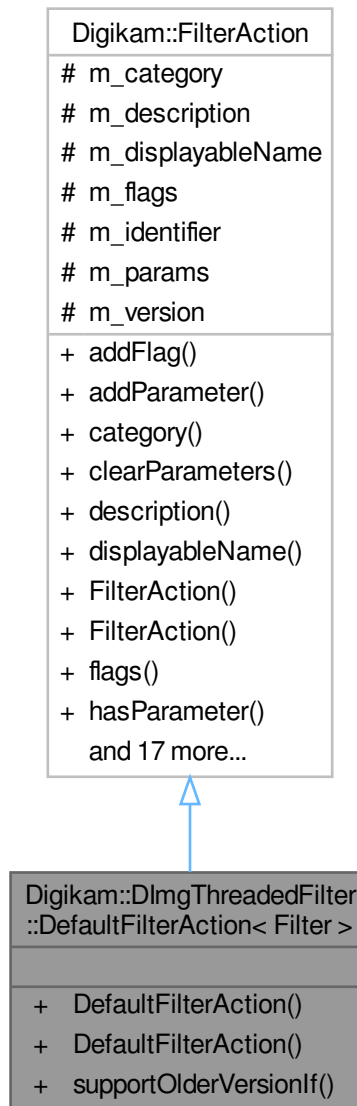 Digikam::FilterAction
# m_category
# m_description
# m_displayableName
# m_flags
# m_identifier
# m_params
# m_version
+ addFlag()
+ addParameter()
+ category()
+ clearParameters()
+ description()
+ displayableName()
+ FilterAction()
+ FilterAction()
+ flags()
+ hasParameter()
and 17 more...
Digikam::DImgThreadedFilter
::DefaultFilterAction< Filter >
+ DefaultFilterAction()
+ DefaultFilterAction()
+ supportOlderVersionIf()